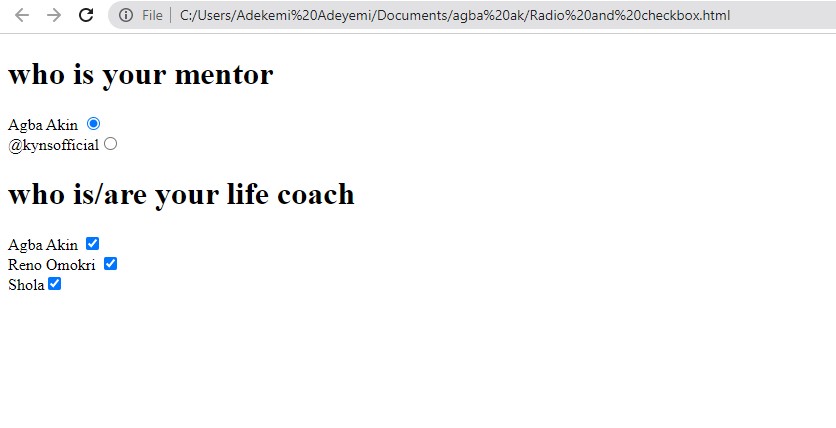 File C:/Users/Adekemi%20Adeyemi/Documents/agba%20ak/Radio%20and%20checkbox.html
who is your mentor
Agba Akin
@kynsofficial
who is/are your life coach
Agba Akin
Reno Omokri
Shola